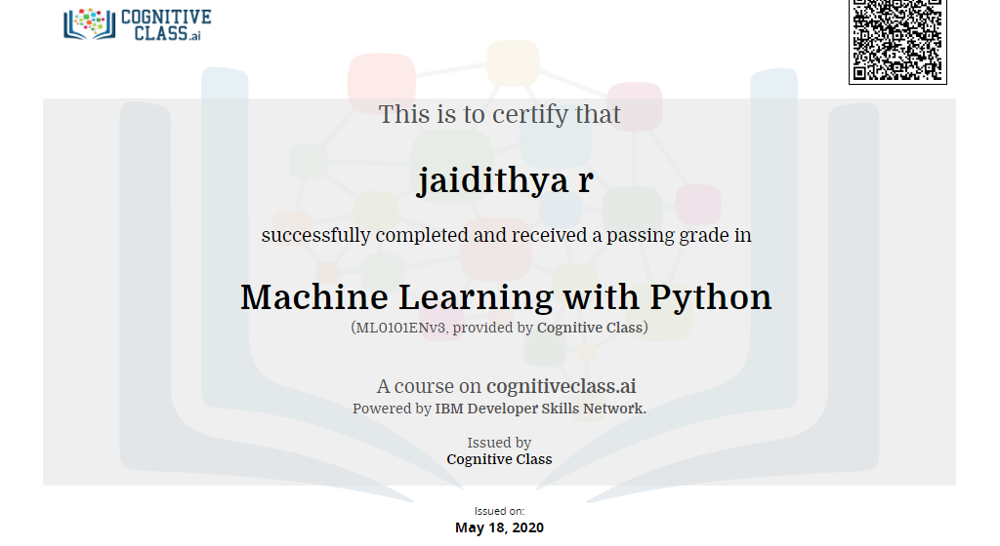 COGNITIVE
CLASS.ai
This is to certify that
jaidithya r
successfully completed and received a passing grade in
Machine Learning with Python
(ML0101ENv3, provided by Cognitive Class)
A course on cognitiveclass.ai
Powered by IBM Developer Skills Network.
Issued by
Cognitive Class
Issued on:
May 18, 2020